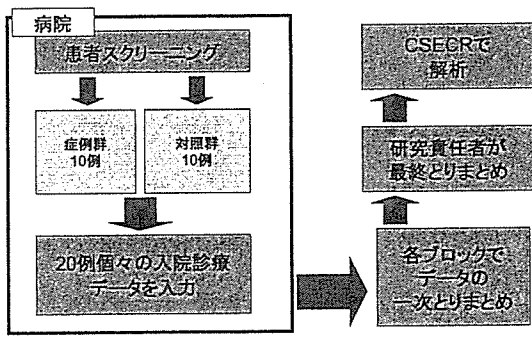 病院
患者スクリーニング
症例群
10例
対照群
10例
20例個々の入院診療
データを入力
CSECRで
解析
研究責任者が
最終とりまとめ
各ブロックで
データの
一次とりまとめ